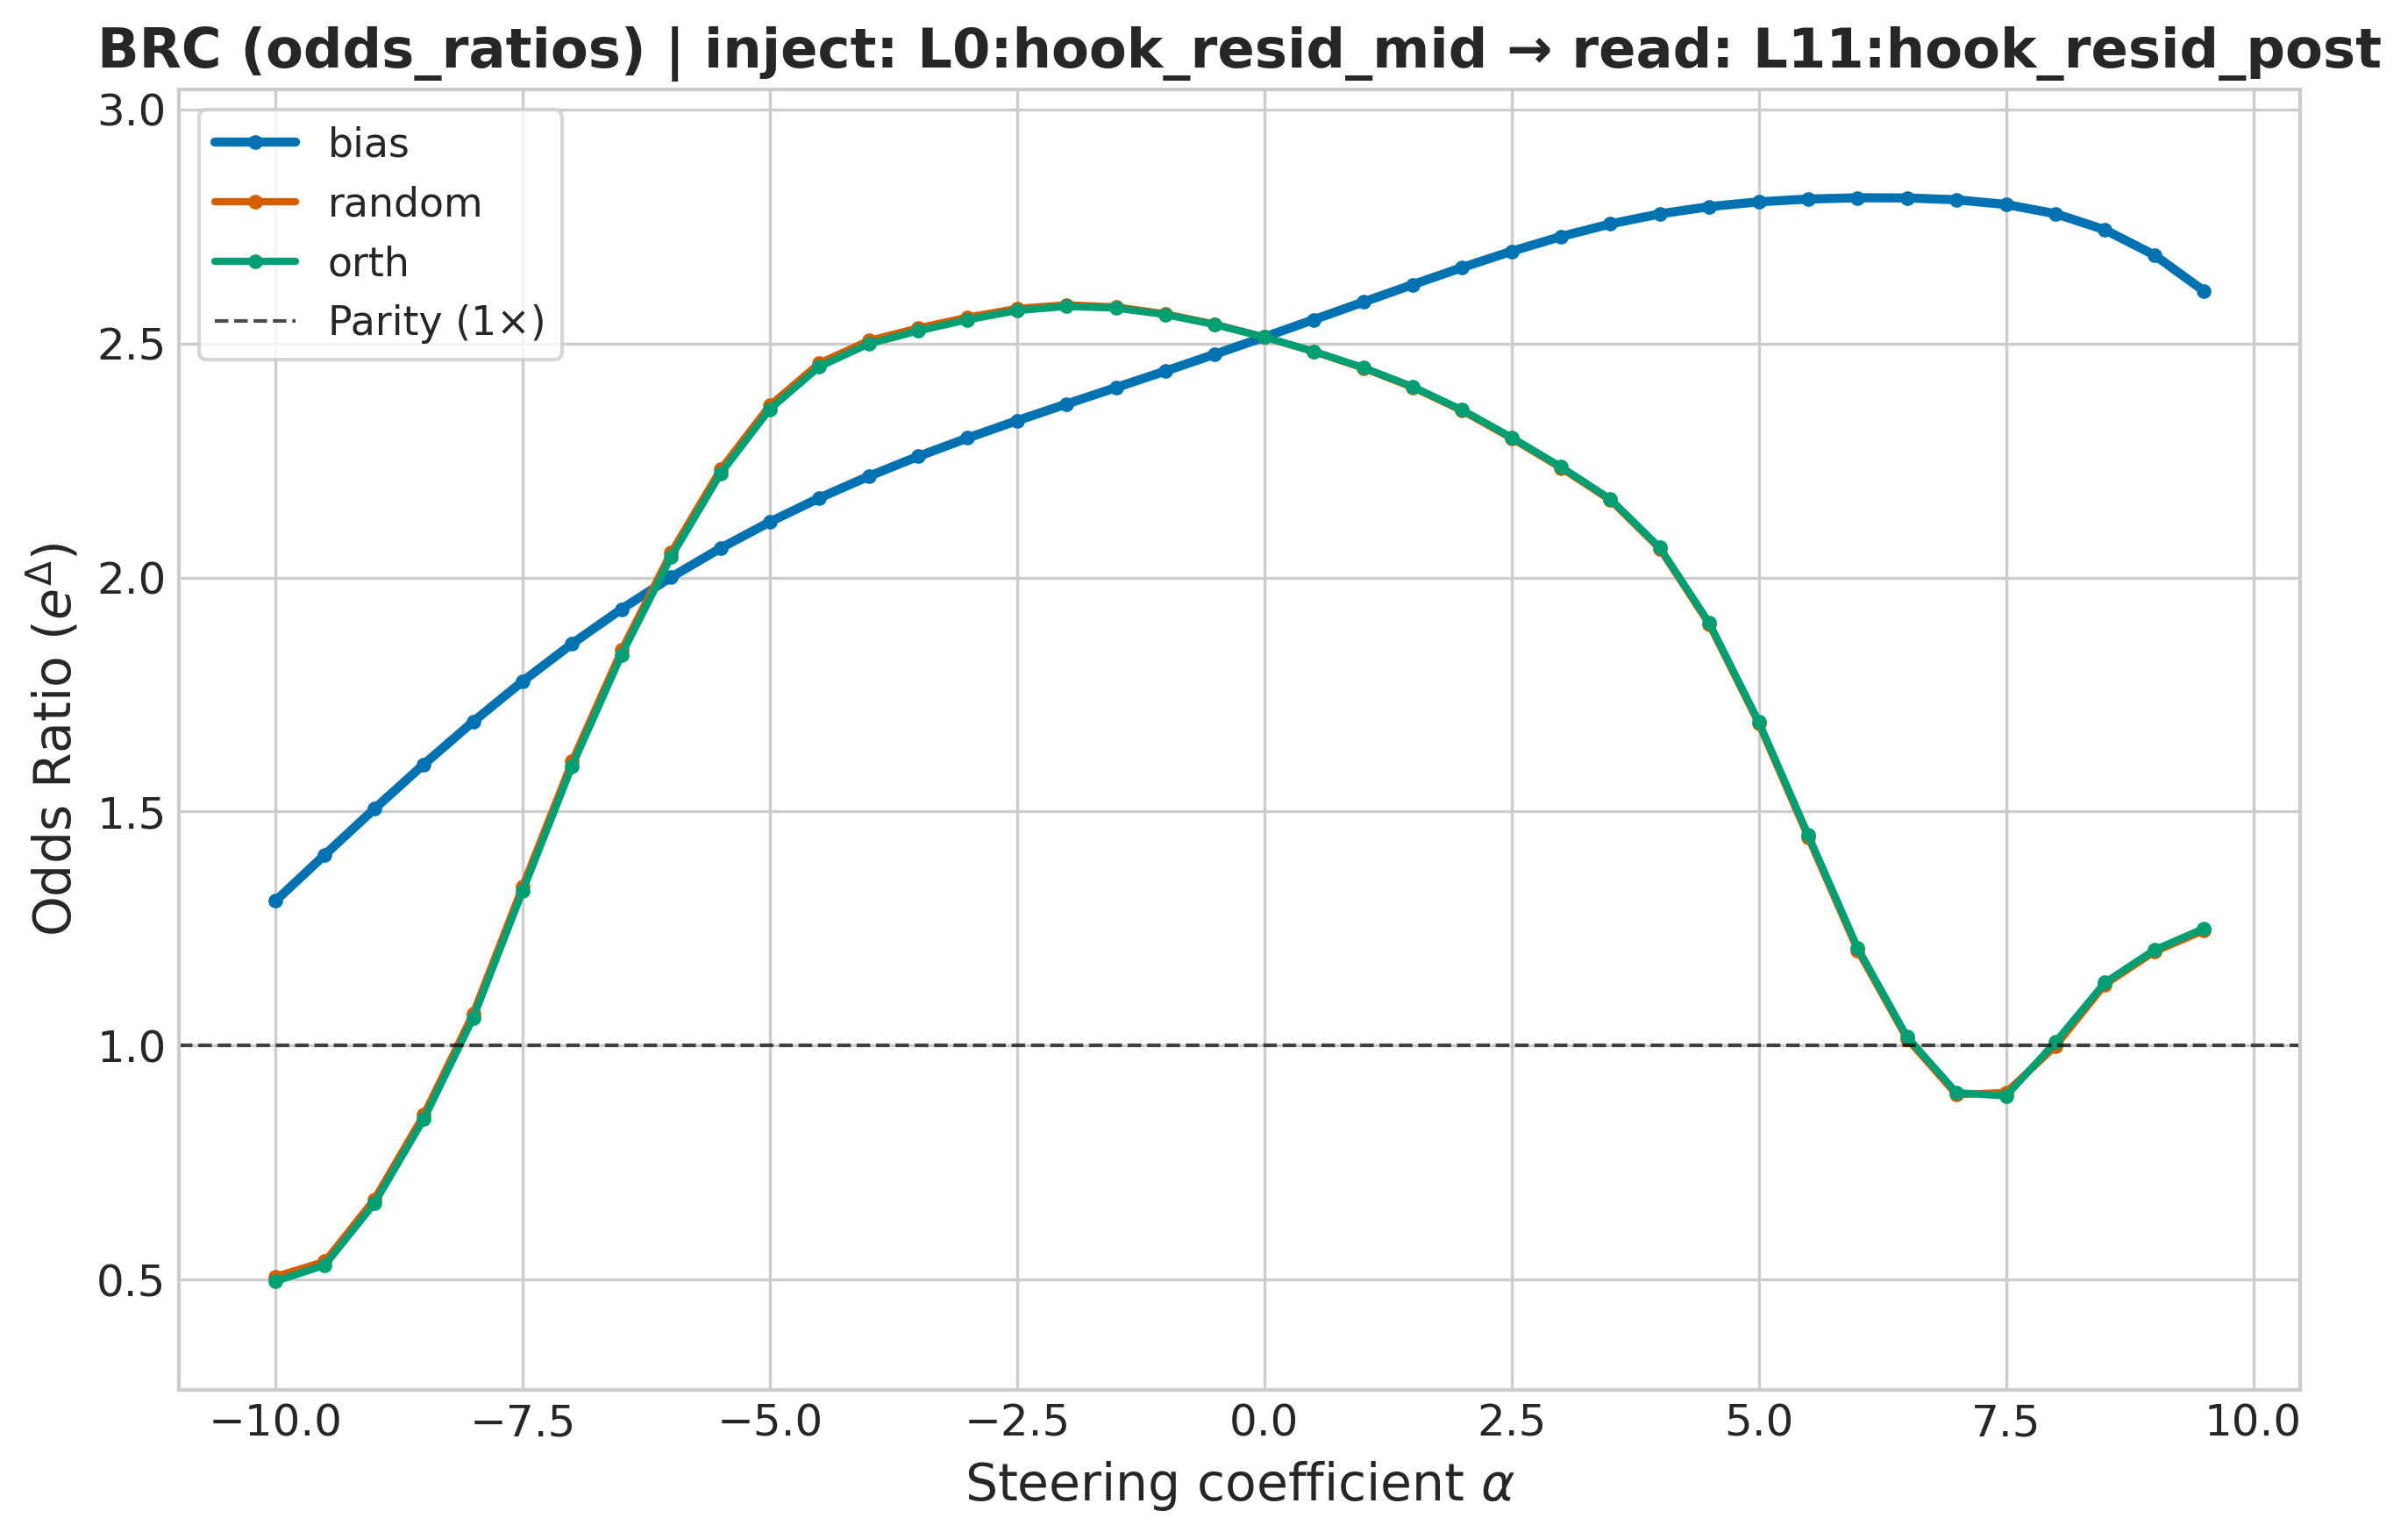 BRC (odds_ratios) | inject: L0:hook_resid_mid → read: L11:hook_resid_post
bias
random
orth
Parity (1×)
Odds Ratio (e^Δ)
3.0
2.5
2.0
1.5
1.0
0.5
−10.0 −7.5 −5.0 −2.5 0.0 2.5 5.0 7.5 10.0
Steering coefficient α